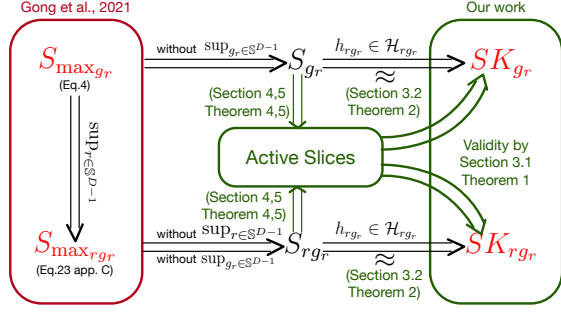 Gong et al., 2021
Our work
S_{max_{g_r}}
(Eq.4)
without sup_{g_r∈𝕊^{D−1}}
S_{g_r}
h_{rg_r} ∈ ℋ_{rg_r}
≈
(Section 3.2
Theorem 2)
SK_{g_r}
(Section 4,5
Theorem 4,5)
sup_{r∈𝕊^{D−1}}
Active Slices
Validity by
Section 3.1
Theorem 1
(Section 4,5
Theorem 4,5)
S_{max_{rg_r}}
(Eq.23 app. C)
without sup_{r∈𝕊^{D−1}}
without sup_{g_r∈𝕊^{D−1}}
S_{rg_r}
h_{rg_r} ∈ ℋ_{rg_r}
≈
(Section 3.2
Theorem 2)
SK_{rg_r}